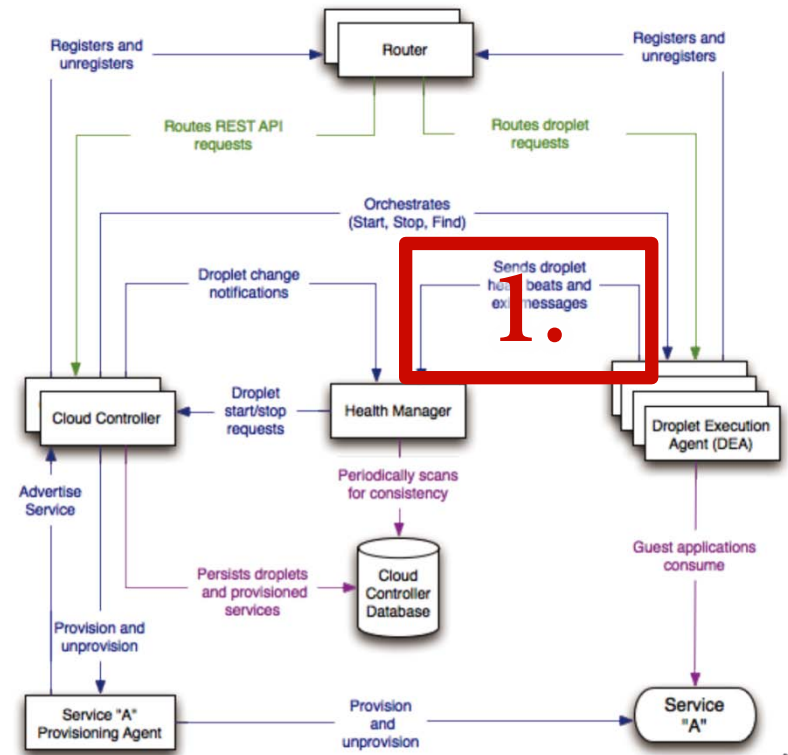 Registers and
unregisters
Router
Registers and
unregisters
Routes REST API
requests
Routes droplet
requests
Orchestrates
(Start, Stop, Find)
Droplet change
notifications
Sends droplet
beats and
messages
1.
Cloud Controller
Droplet
start/stop
requests
Health Manager
Droplet Execution
Agent (DEA)
Advertise
Service
Periodically scans
for consistency
Guest applications
consume
Persists droplets
and provisioned
services
Cloud
Controller
Database
Provision and
unprovision
Service "A"
Provisioning Agent
Provision
and
unprovision
Service
"A"